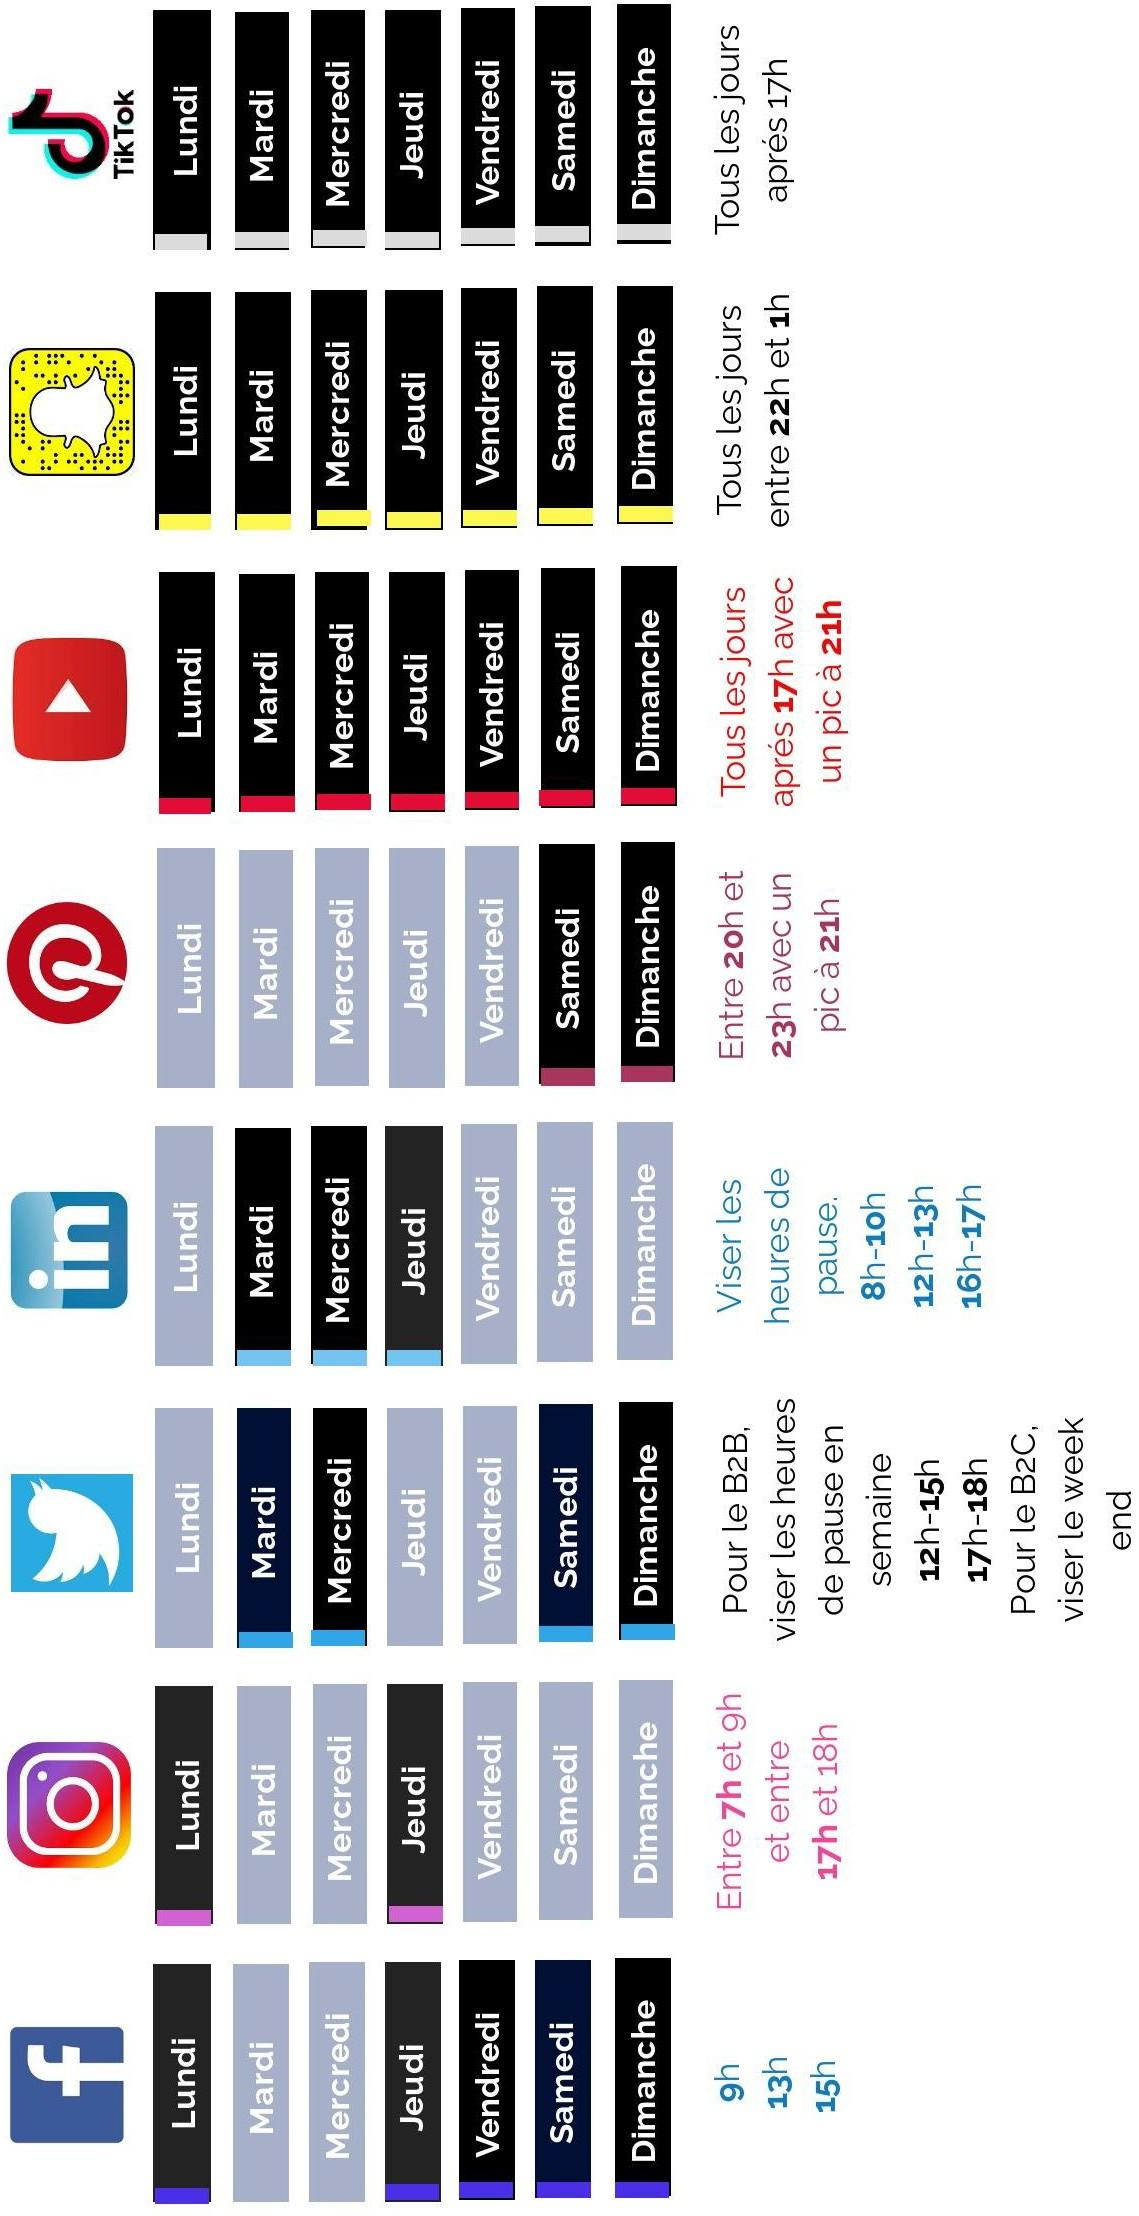 Lundi
Mardi
Mercredi
Jeudi
Vendredi
Samedi
Dimanche
9h
13h
15h
Lundi
Mardi
Mercredi
Jeudi
Vendredi
Samedi
Dimanche
Entre 7h et 9h
et entre
17h et 18h
Lundi
Mardi
Mercredi
Jeudi
Vendredi
Samedi
Dimanche
Pour le B2B,
viser les heures
de pause en
semaine
12h-15h
17h-18h
Pour le B2C,
viser le week
end
in
Lundi
Mardi
Mercredi
Jeudi
Vendredi
Samedi
Dimanche
Viser les
heures de
pause.
8h-10h
12h-13h
16h-17h
Lundi
Mardi
Mercredi
Jeudi
Vendredi
Samedi
Dimanche
Entre 20h et
23h avec un
pic à 21h
Lundi
Mardi
Mercredi
Jeudi
Vendredi
Samedi
Dimanche
Tous les jours
aprés 17h avec
un pic à 21h
Lundi
Mardi
Mercredi
Jeudi
Vendredi
Samedi
Dimanche
Tous les jours
entre 22h et 1h
TikTok
Lundi
Mardi
Mercredi
Jeudi
Vendredi
Samedi
Dimanche
Tous les jours
aprés 17h